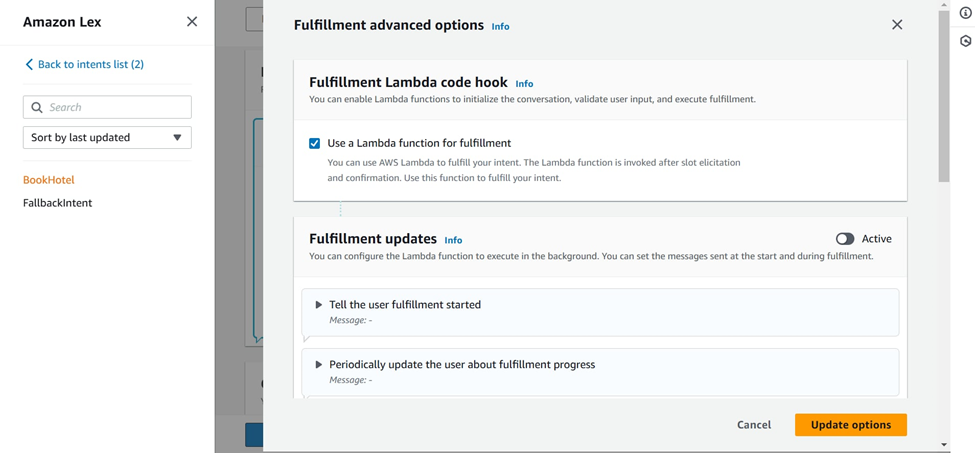 Amazon Lex
Back to intents list (2)
Search
Sort by last updated
BookHotel
FallbackIntent
Fulfillment advanced options Info
Fulfillment Lambda code hook Info
You can enable Lambda functions to initialize the conversation, validate user input, and execute fulfillment.
Use a Lambda function for fulfillment
You can use AWS Lambda to fulfill your intent. The Lambda function is invoked after slot elicitation
and confirmation. Use this function to fulfill your intent.
Fulfillment updates Info
Active
You can configure the Lambda function to execute in the background. You can set the messages sent at the start and during fulfillment.
Tell the user fulfillment started
Message: -
Periodically update the user about fulfillment progress
Message: -
Cancel
Update options